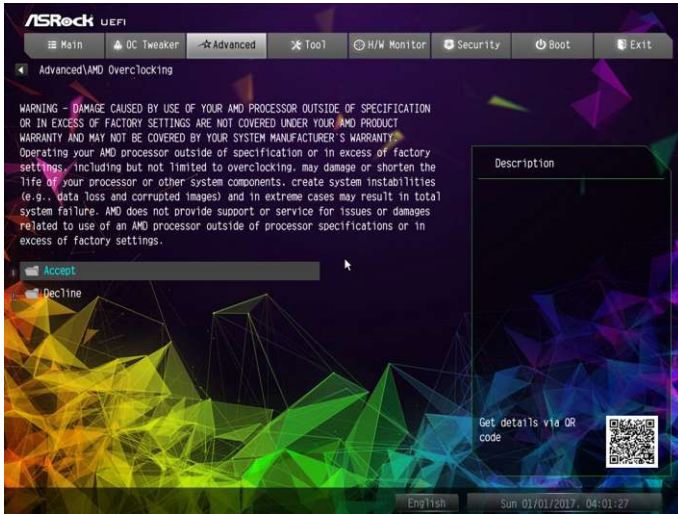 ASRock UEFI
Main OC Tweaker Advanced Tool H/W Monitor Security Boot Exit
Advanced\AMD Overclocking
WARNING - DAMAGE CAUSED BY USE OF YOUR AMD PROCESSOR OUTSIDE OF SPECIFICATION
OR IN EXCESS OF FACTORY SETTINGS ARE NOT COVERED UNDER YOUR AMD PRODUCT
WARRANTY AND MAY NOT BE COVERED BY YOUR SYSTEM MANUFACTURER'S WARRANTY.
Operating your AMD processor outside of specification or in excess of factory
settings, including but not limited to overclocking, may damage or shorten the
life of your processor or other system components, create system instabilities
(e.g., data loss and corrupted images) and in extreme cases may result in total
system failure. AMD does not provide support or service for issues or damages
related to use of an AMD processor outside of processor specifications or in
excess of factory settings.
Accept
Decline
Description
Get details via QR
code
English Sun 01/01/2017, 04:01:27